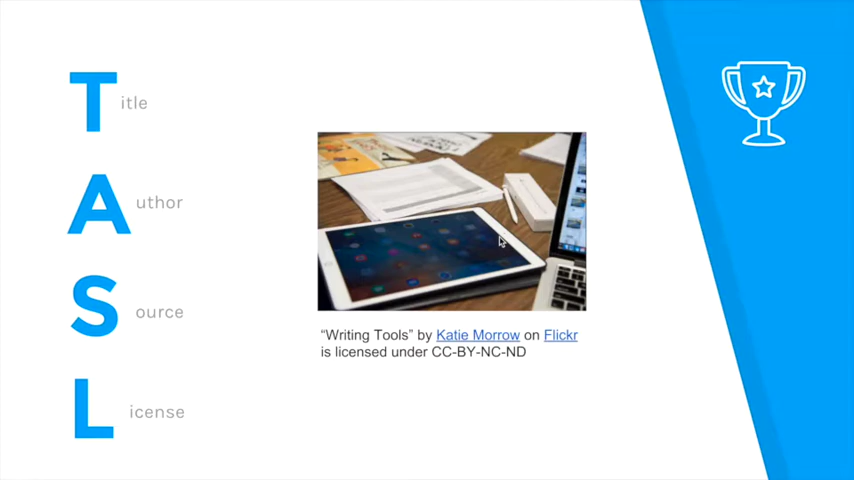 Title
Author
Source
License
“Writing Tools” by Katie Morrow on Flickr
is licensed under CC-BY-NC-ND